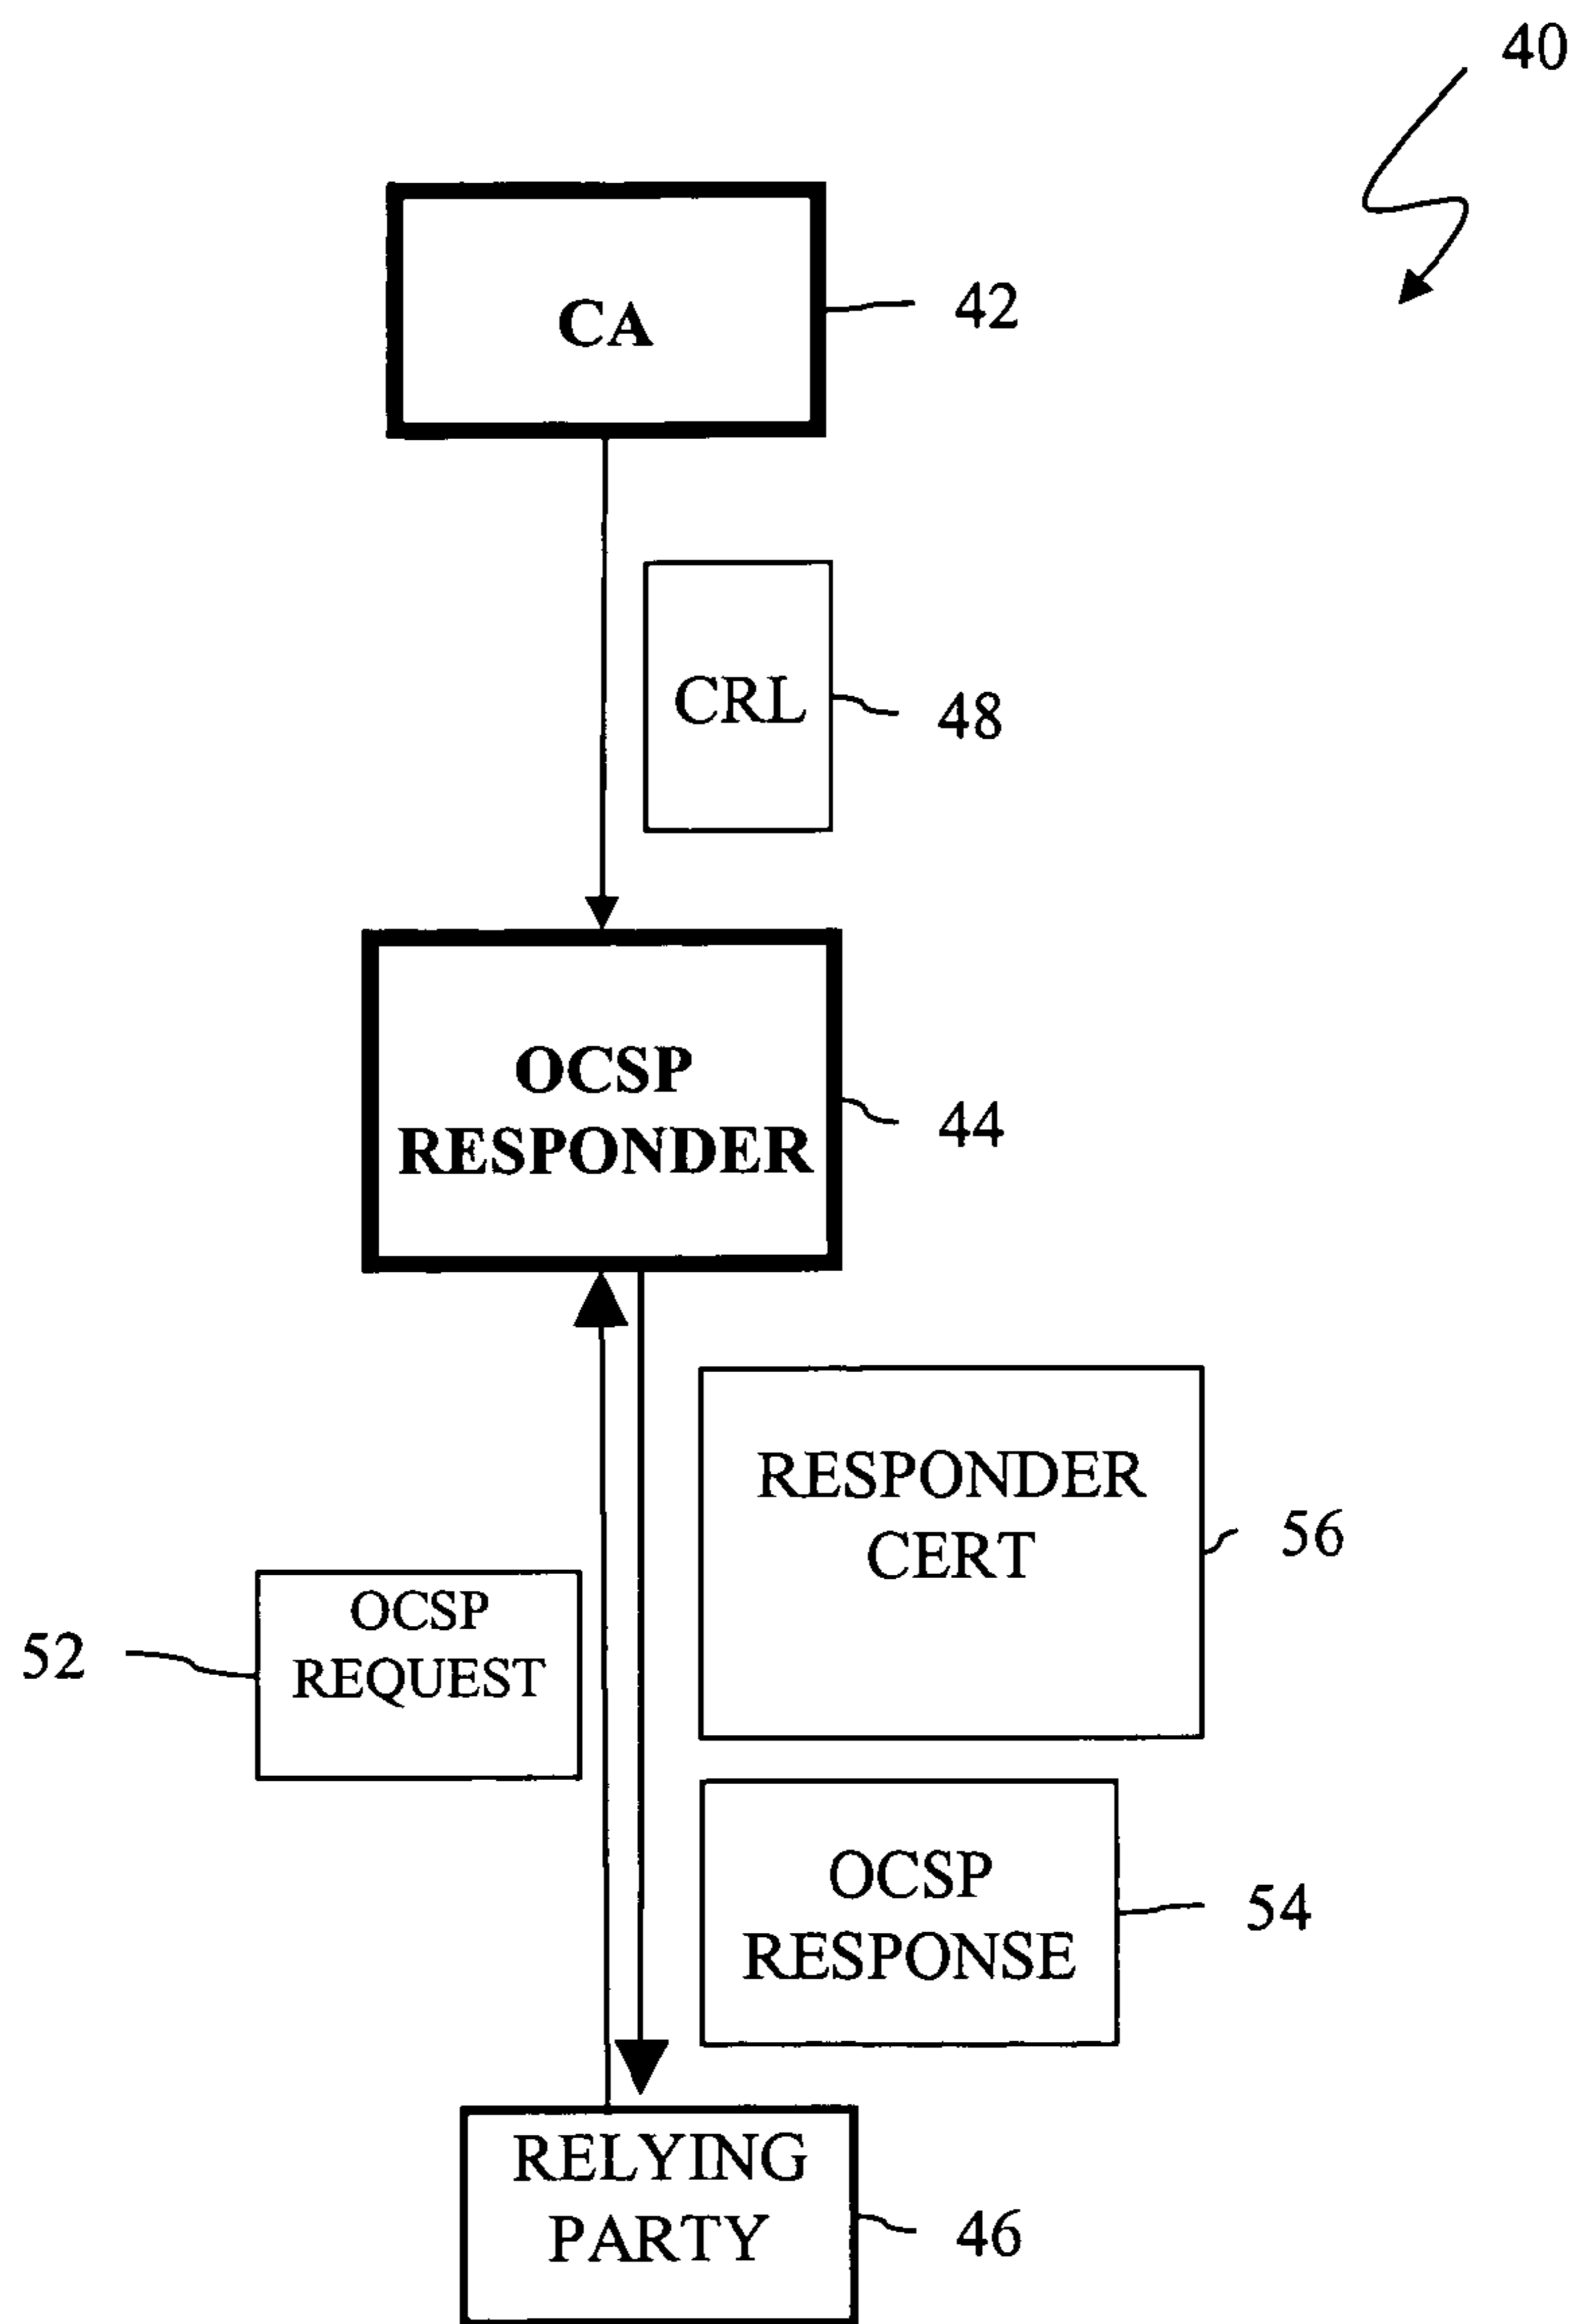 40
CA
42
CRL
48
OCSP
RESPONDER
44
RESPONDER
CERT
56
OCSP
REQUEST
52
OCSP
RESPONSE
54
RELYING
PARTY
46